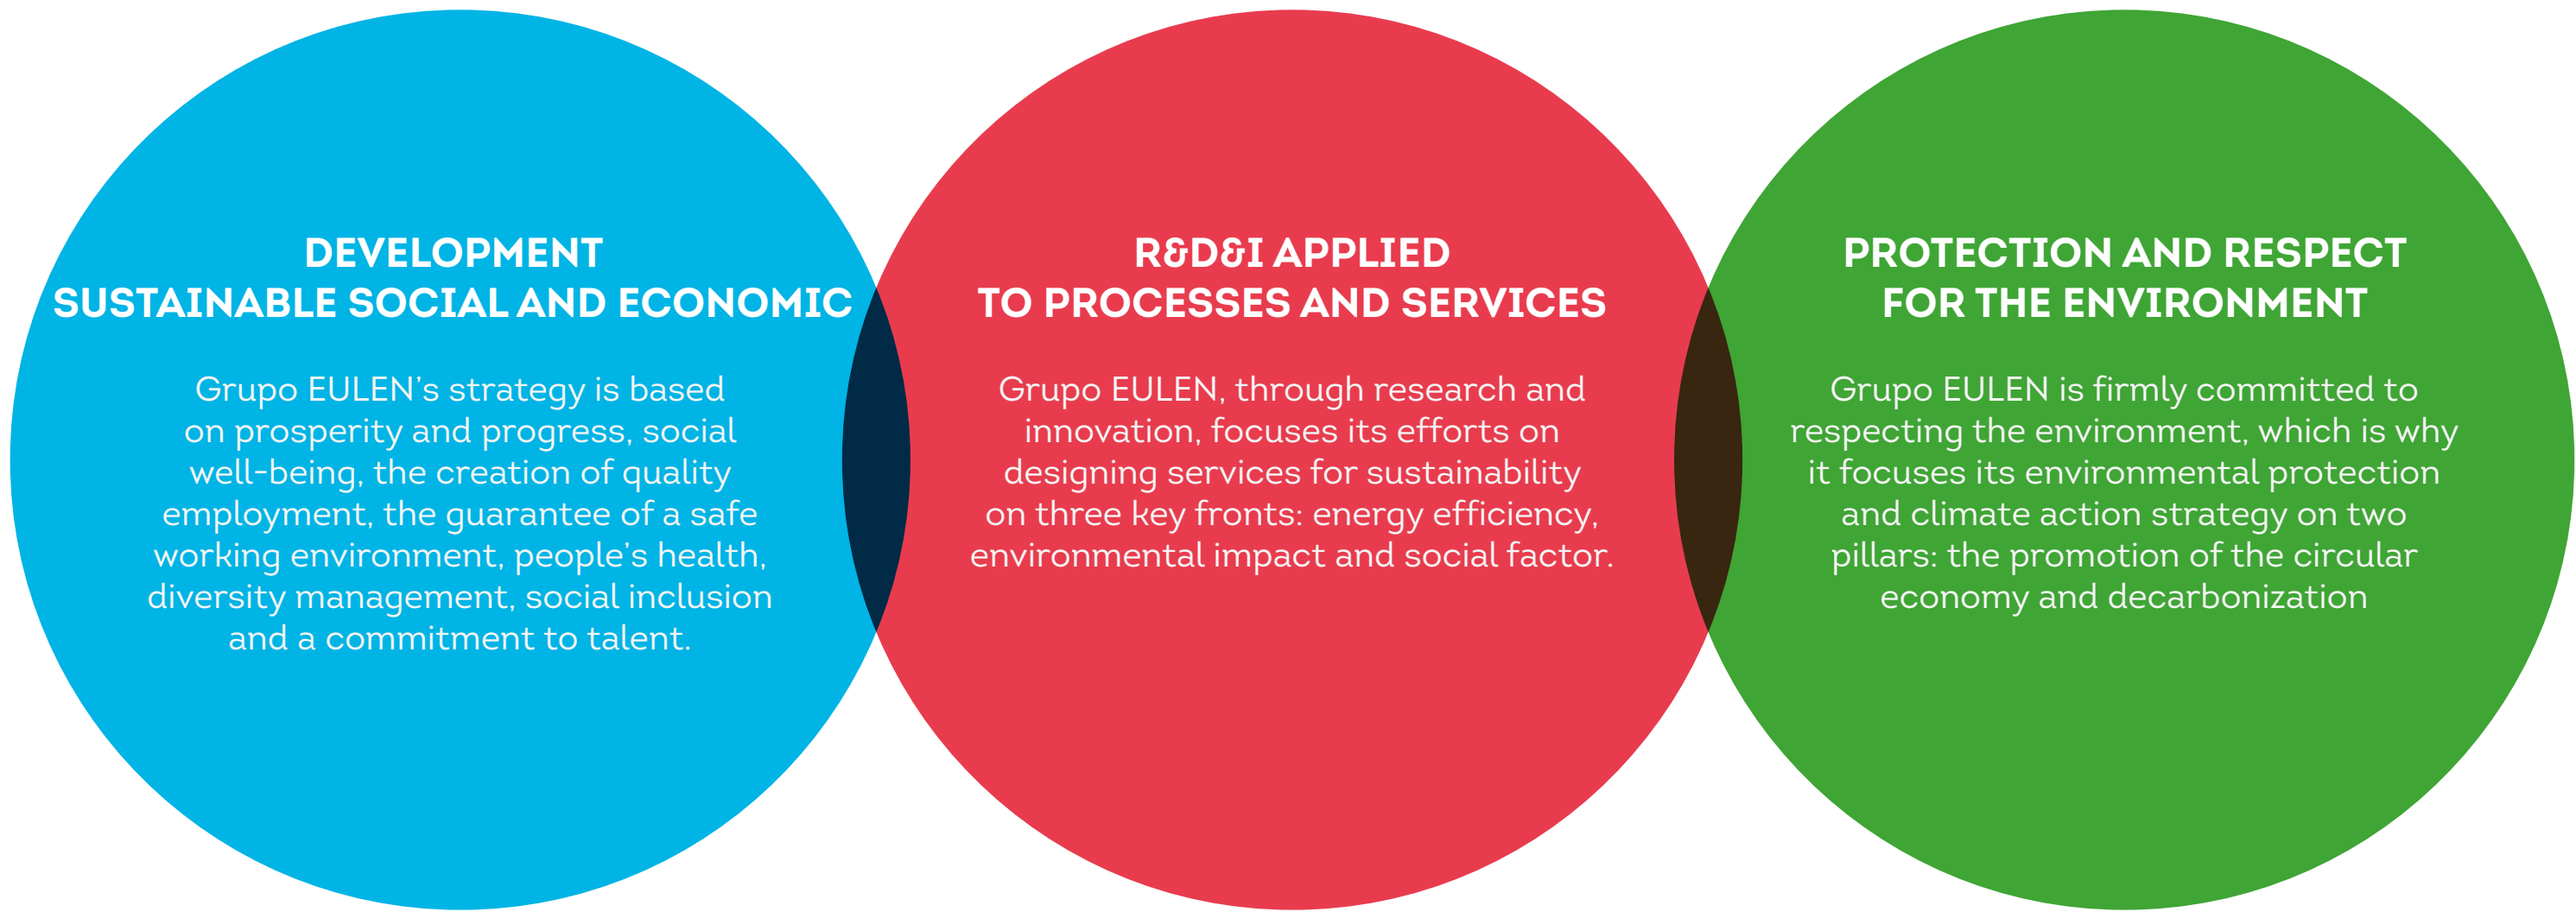 DEVELOPMENT
SUSTAINABLE SOCIAL AND ECONOMIC
Grupo EULEN’s strategy is based
on prosperity and progress, social
well-being, the creation of quality
employment, the guarantee of a safe
working environment, people’s health,
diversity management, social inclusion
and a commitment to talent.
R&D&I APPLIED
TO PROCESSES AND SERVICES
Grupo EULEN, through research and
innovation, focuses its efforts on
designing services for sustainability
on three key fronts: energy efficiency,
environmental impact and social factor.
PROTECTION AND RESPECT
FOR THE ENVIRONMENT
Grupo EULEN is firmly committed to
respecting the environment, which is why
it focuses its environmental protection
and climate action strategy on two
pillars: the promotion of the circular
economy and decarbonization